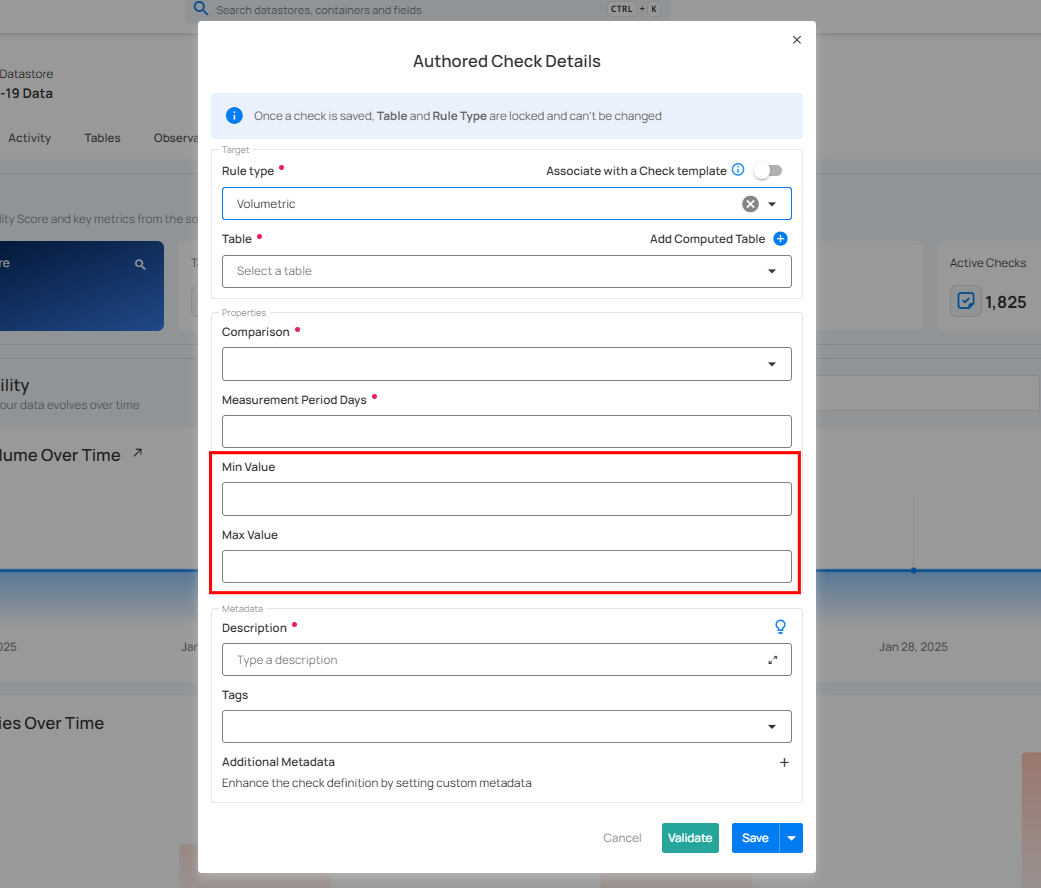 Search datastores, containers and fields
CTRL + K
Authored Check Details
Datastore
-19 Data
Once a check is saved, Table and Rule Type are locked and can't be changed
Activity
Tables
Observa
Target
Rule type
Associate with a Check template
Volumetric
ility Score and key metrics from the so
Table
Add Computed Table
re
Select a table
Active Checks
1,825
Properties
Comparison
ility
our data evolves over time
Measurement Period Days
lume Over Time
Min Value
Max Value
Metadata
Description
025
Jan
Jan 28, 2025
Type a description
Tags
ies Over Time
Additional Metadata
Enhance the check definition by setting custom metadata
Cancel
Validate
Save